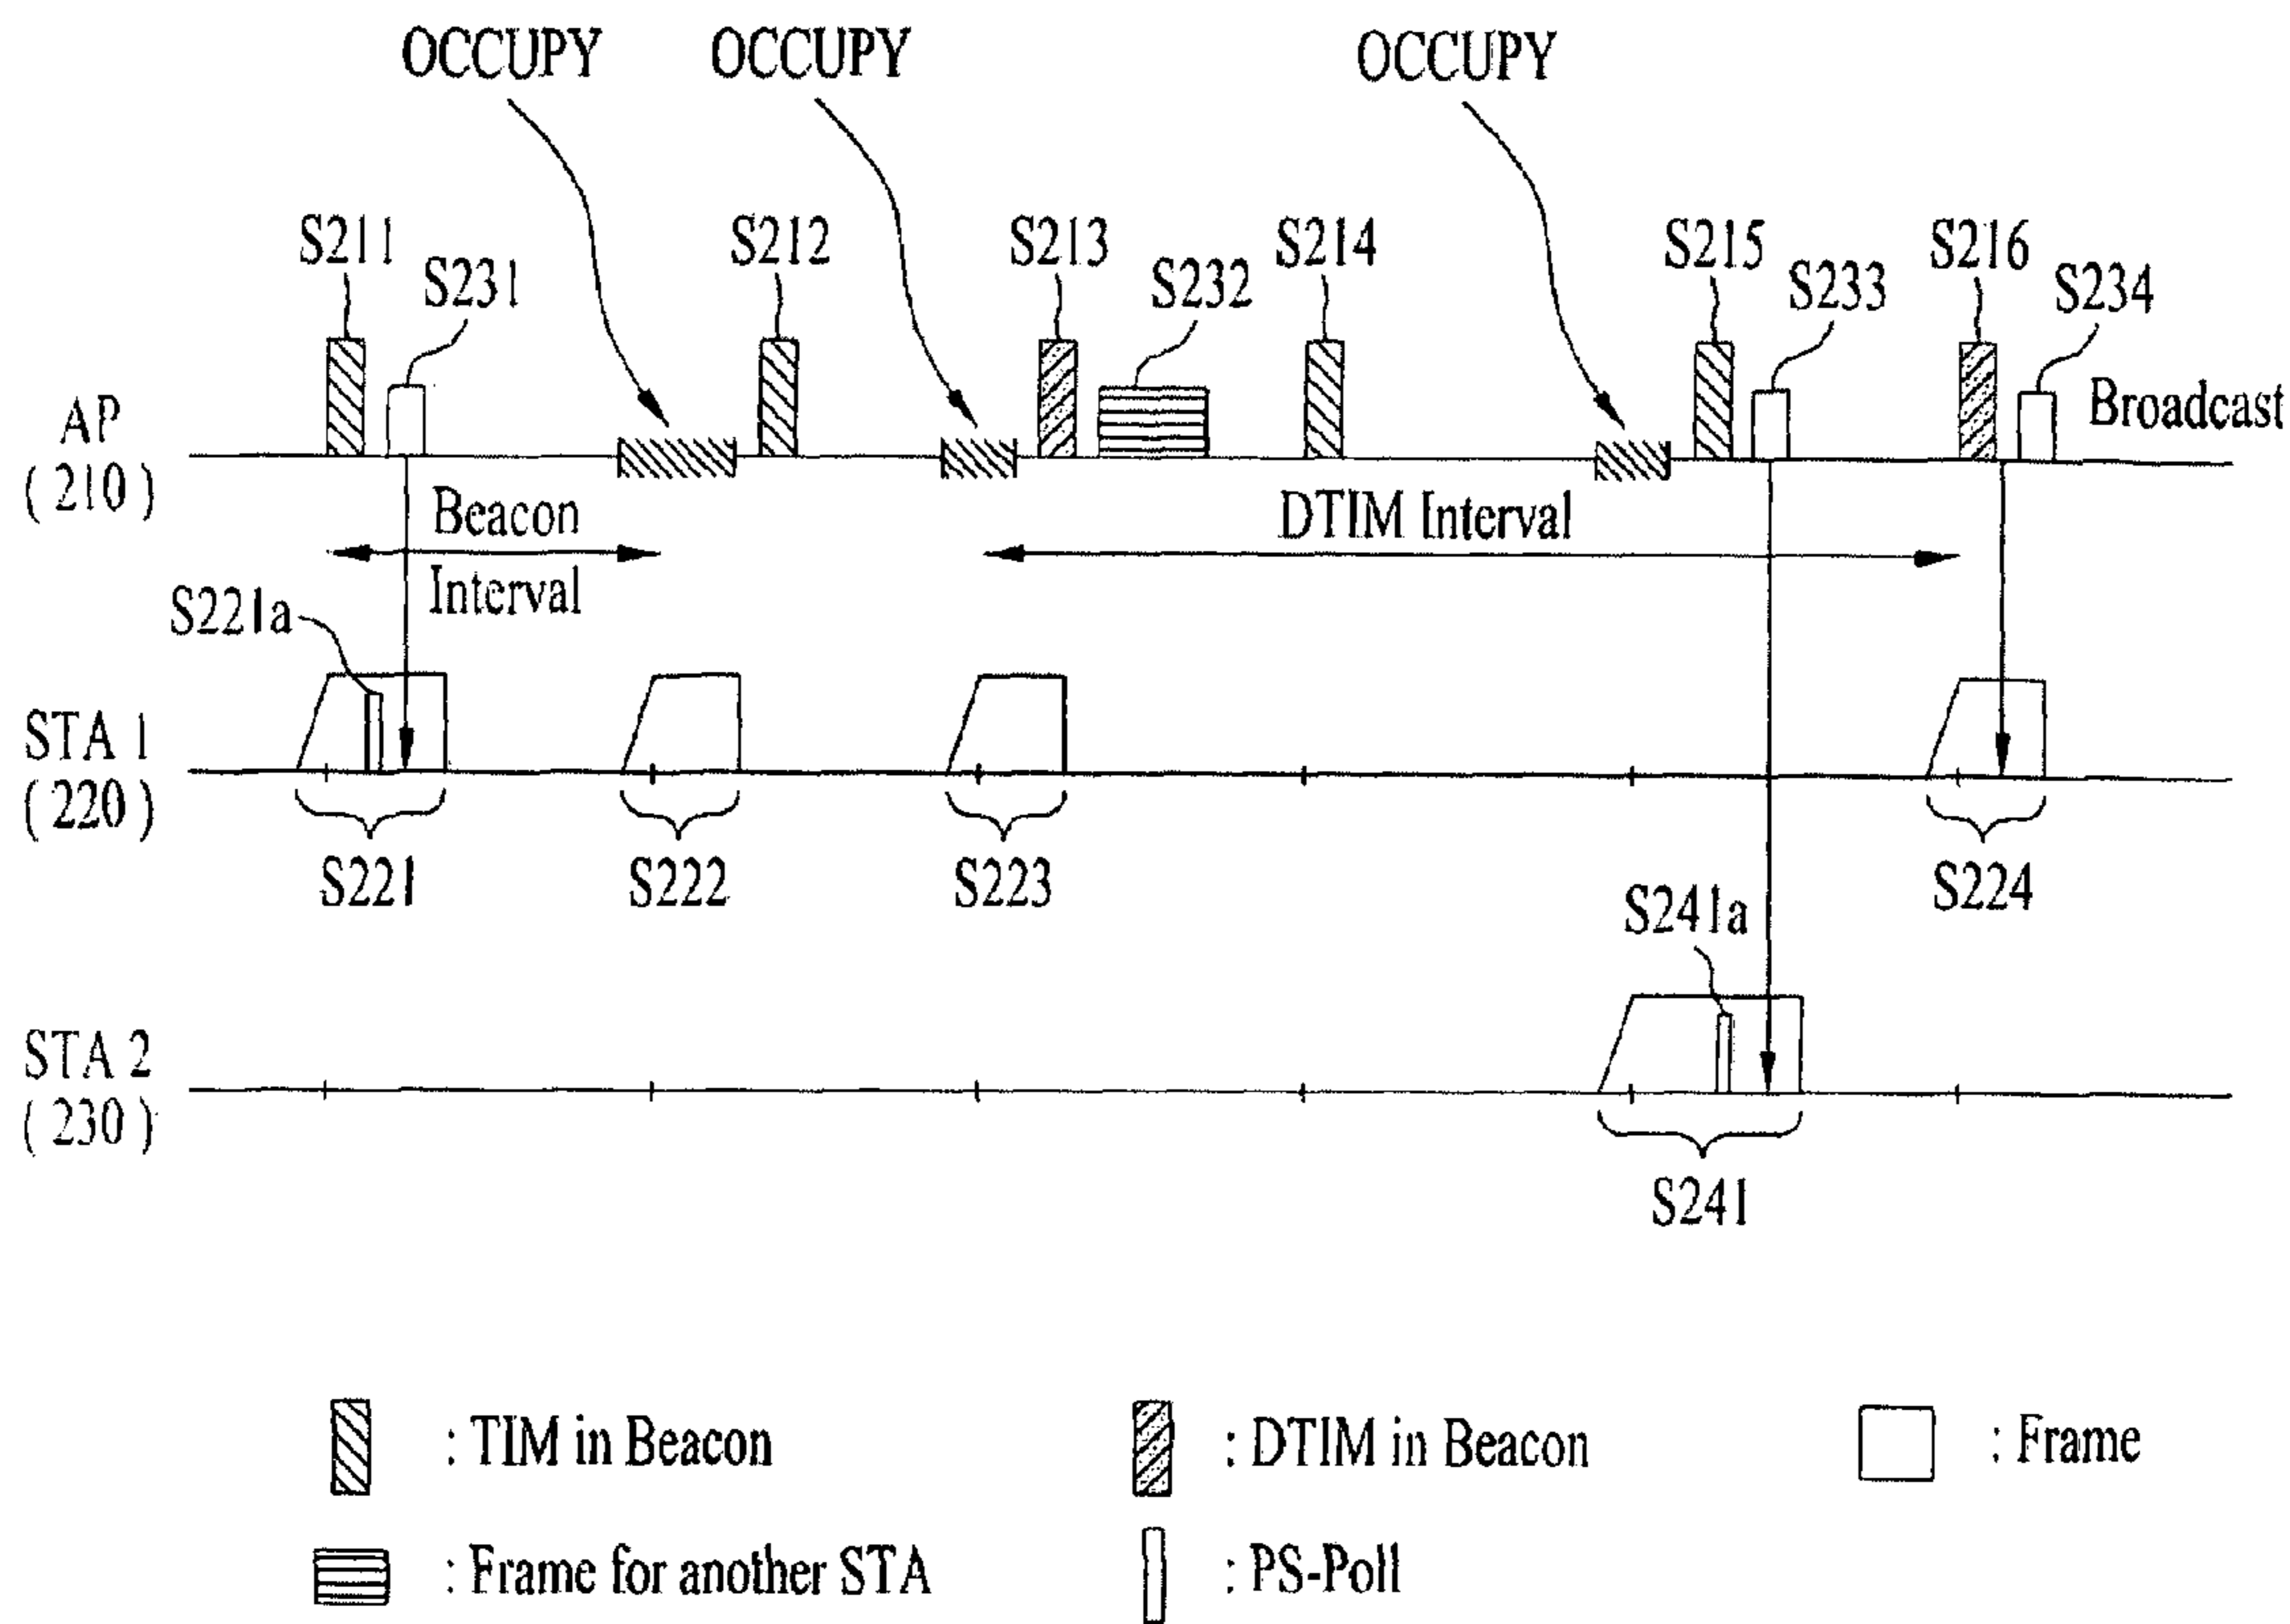 OCCUPY
OCCUPY
OCCUPY
S211
S231
S212
S213
S232
S214
S215
S233
S216
S234
AP
( 210 )
Broadcast
Beacon
Interval
DTIM Interval
S221a
STA 1
( 220 )
S221
S222
S223
S224
S241a
STA 2
( 230 )
S241
: TIM in Beacon
: DTIM in Beacon
: Frame
: Frame for another STA
: PS-Poll